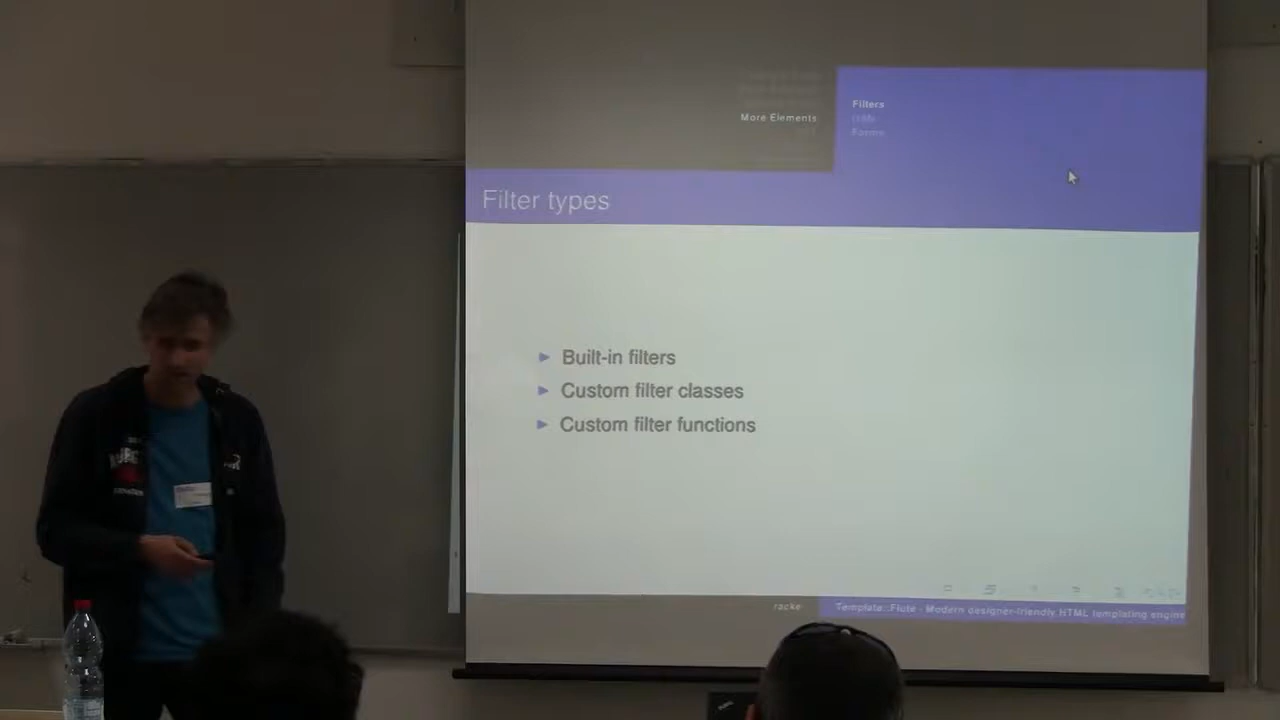 More Elements
Filters
Forms
Filter types
Built-in filters
Custom filter classes
Custom filter functions
racke
Template::Flute - Modern designer-friendly HTML templating engine